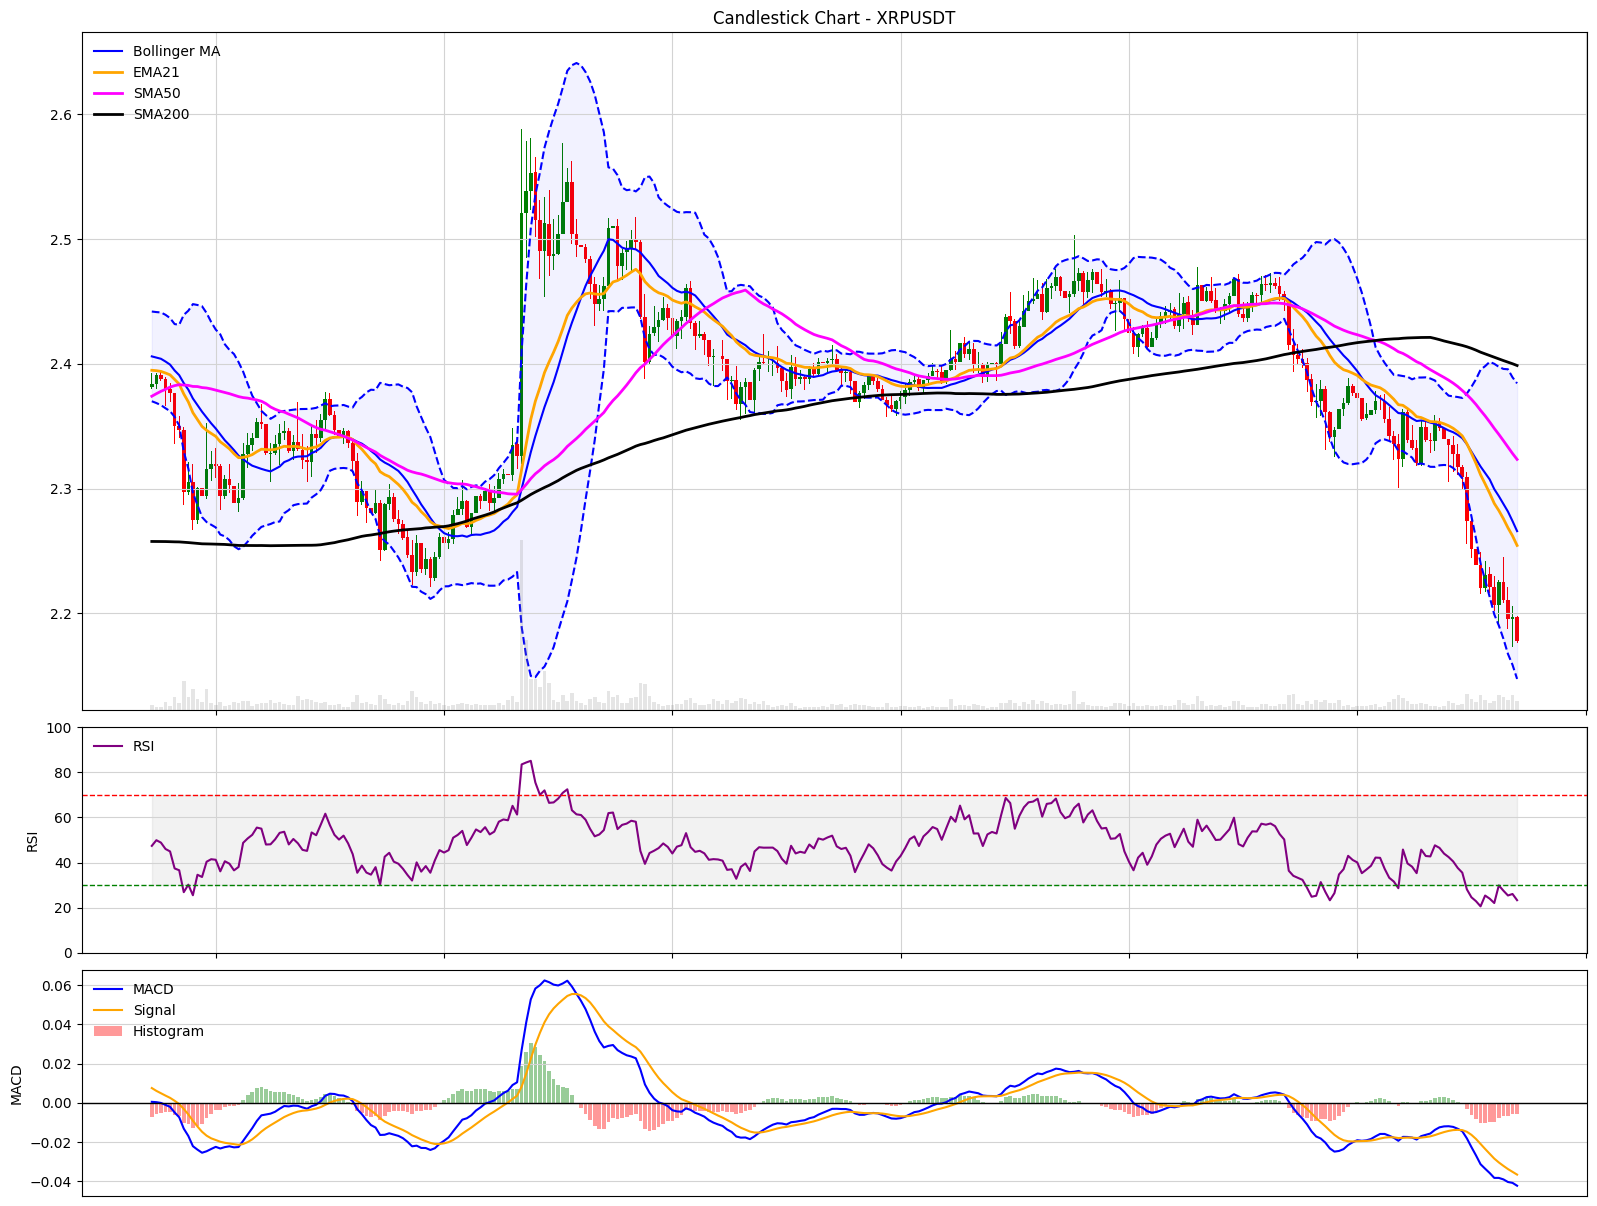 Candlestick Chart - XRPUSDT
Bollinger MA
EMA21
SMA50
SMA200
2.6
2.5
2.4
2.3
2.2
RSI
100
80
60
40
20
0
RSI
MACD
Signal
Histogram
0.06
0.04
0.02
0.00
−0.02
−0.04
MACD